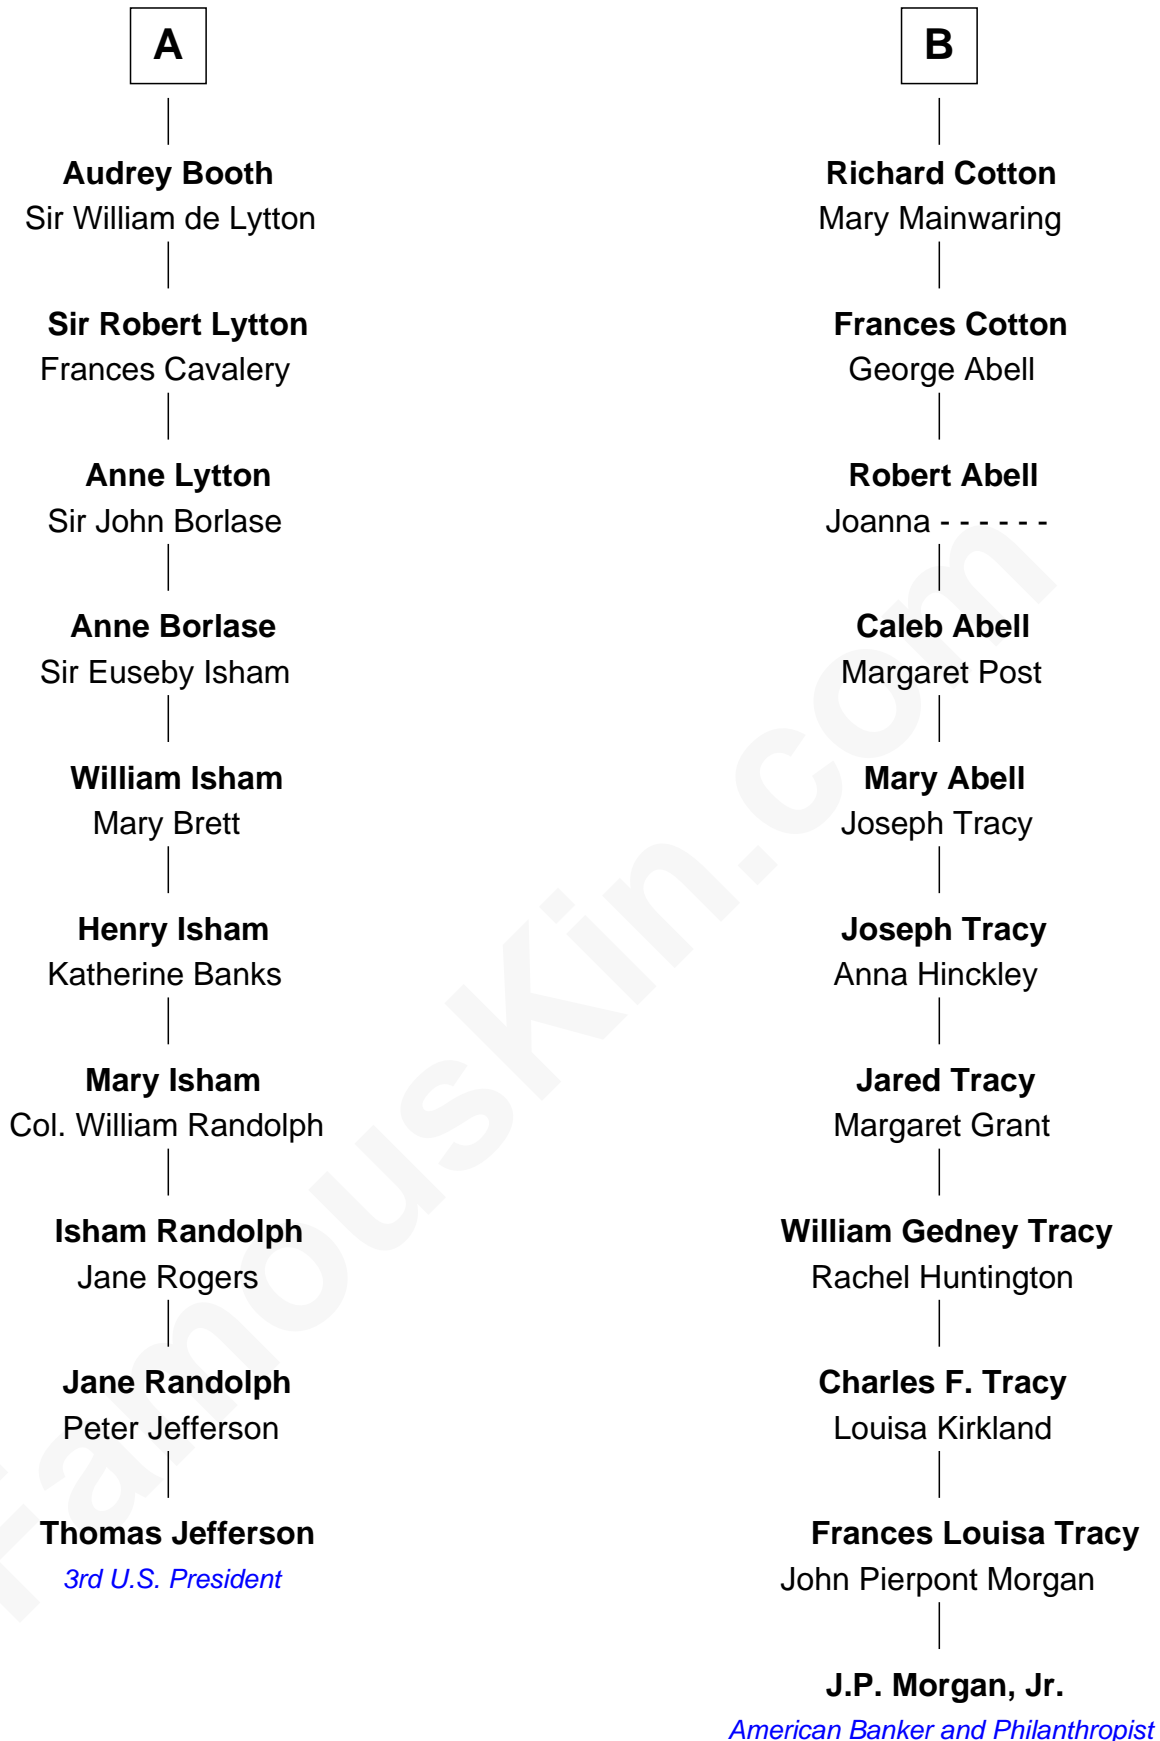 A
Audrey Booth
Sir William de Lytton
Sir Robert Lytton
Frances Cavalery
Anne Lytton
Sir John Borlase
Anne Borlase
Sir Euseby Isham
William Isham
Mary Brett
Henry Isham
Katherine Banks
Mary Isham
Col. William Randolph
Isham Randolph
Jane Rogers
Jane Randolph
Peter Jefferson
Thomas Jefferson
3rd U.S. President
B
Richard Cotton
Mary Mainwaring
Frances Cotton
George Abell
Robert Abell
Joanna - - - - - -
Caleb Abell
Margaret Post
Mary Abell
Joseph Tracy
Joseph Tracy
Anna Hinckley
Jared Tracy
Margaret Grant
William Gedney Tracy
Rachel Huntington
Charles F. Tracy
Louisa Kirkland
Frances Louisa Tracy
John Pierpont Morgan
J.P. Morgan, Jr.
American Banker and Philanthropist
FamousKin.com